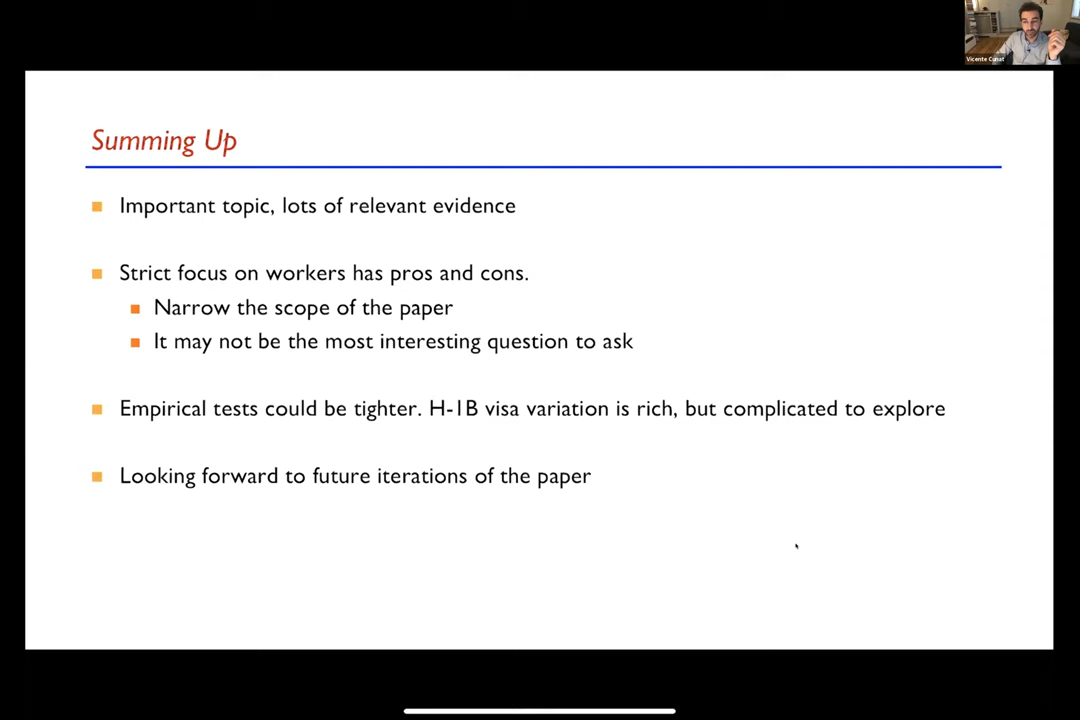 Vicente Cunat
Summing Up
Important topic, lots of relevant evidence
Strict focus on workers has pros and cons.
Narrow the scope of the paper
It may not be the most interesting question to ask
Empirical tests could be tighter. H-1B visa variation is rich, but complicated to explore
Looking forward to future iterations of the paper